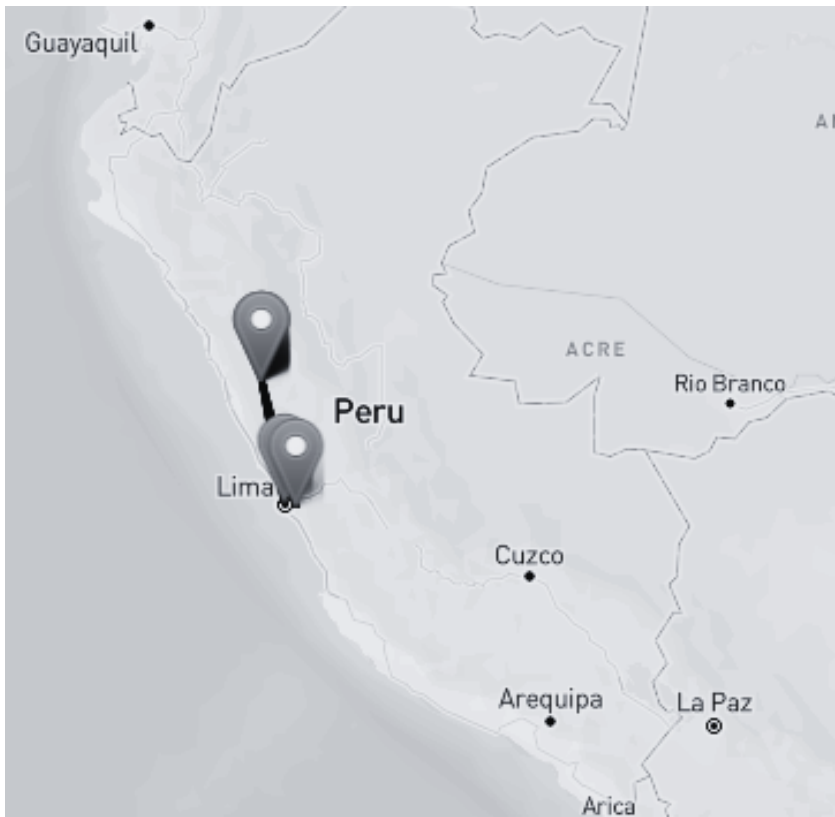 Guayaquil
ACRE
Rio Branco
Peru
Lima
Cuzco
Arequipa
La Paz
Arica